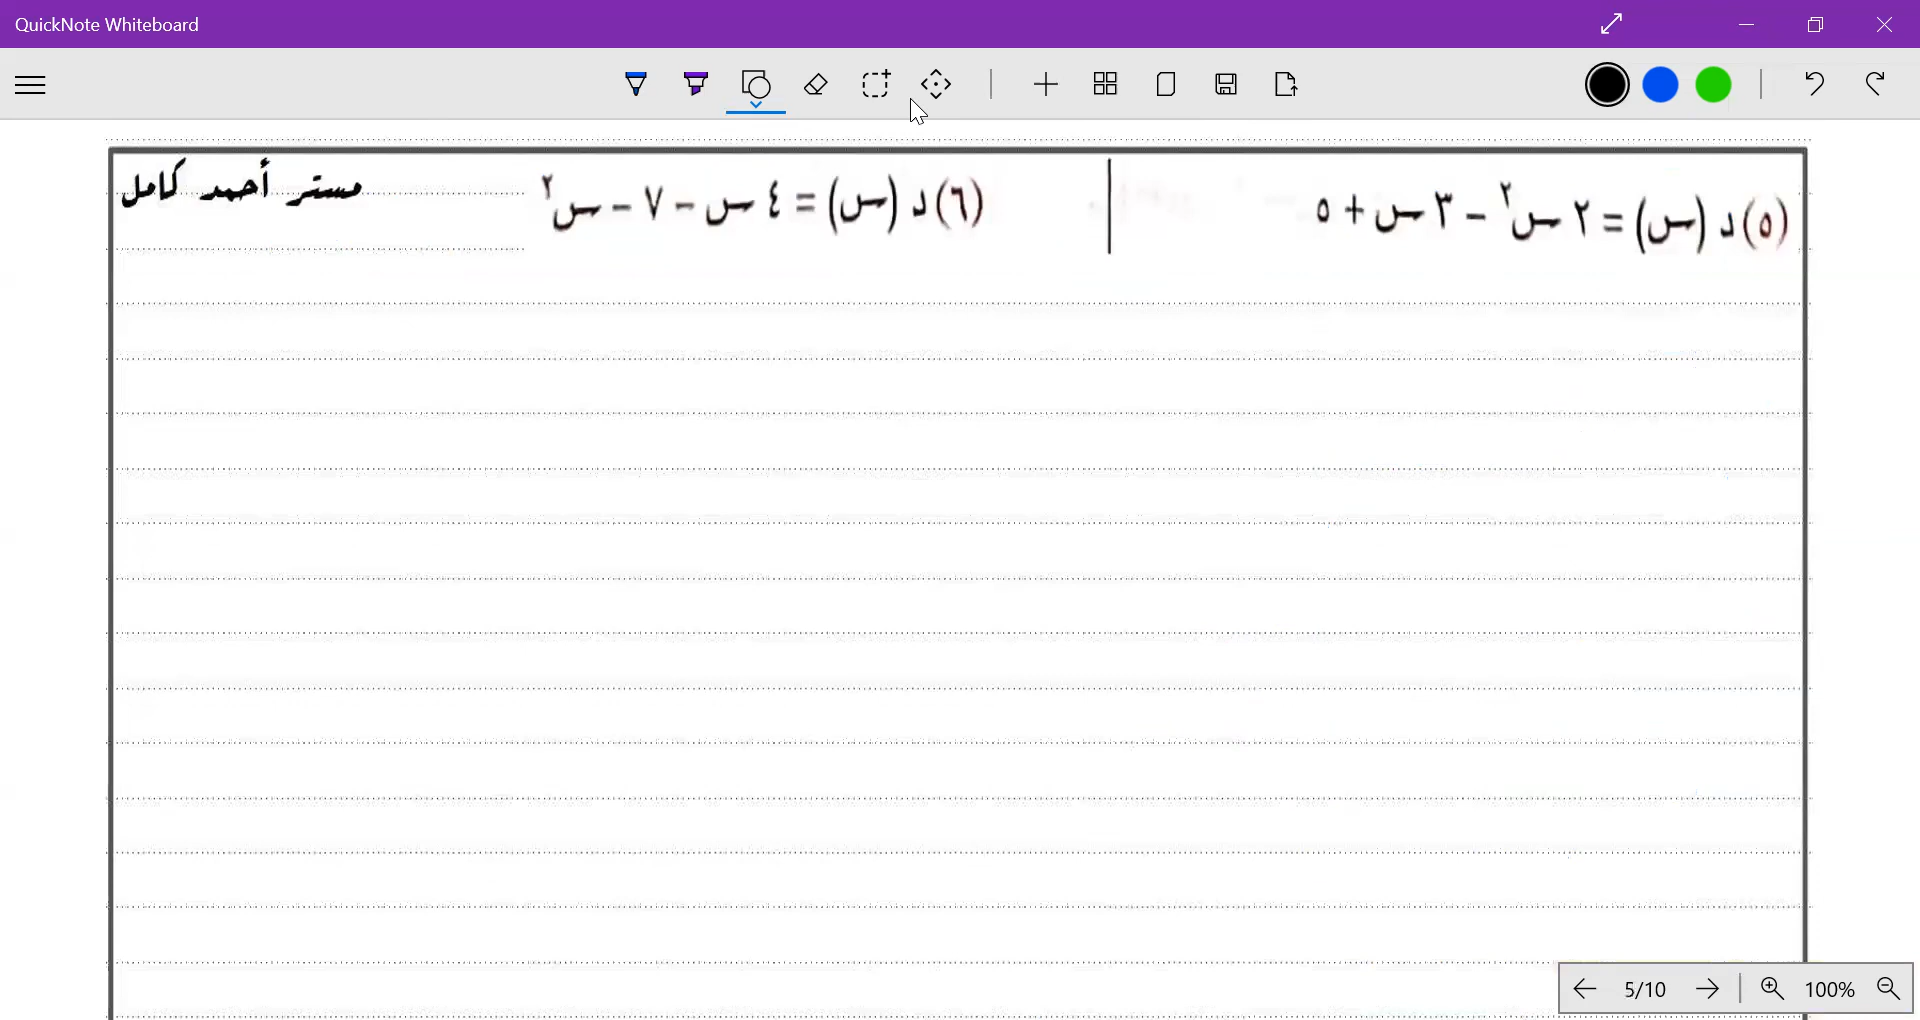 QuickNote Whiteboard
(٥) د (س) = ٢ س٢ − ٣ س + ٥
(٦) د (س) = ٤ س − ٧ − س٢
مستر أحمد كامل
5/10 100%